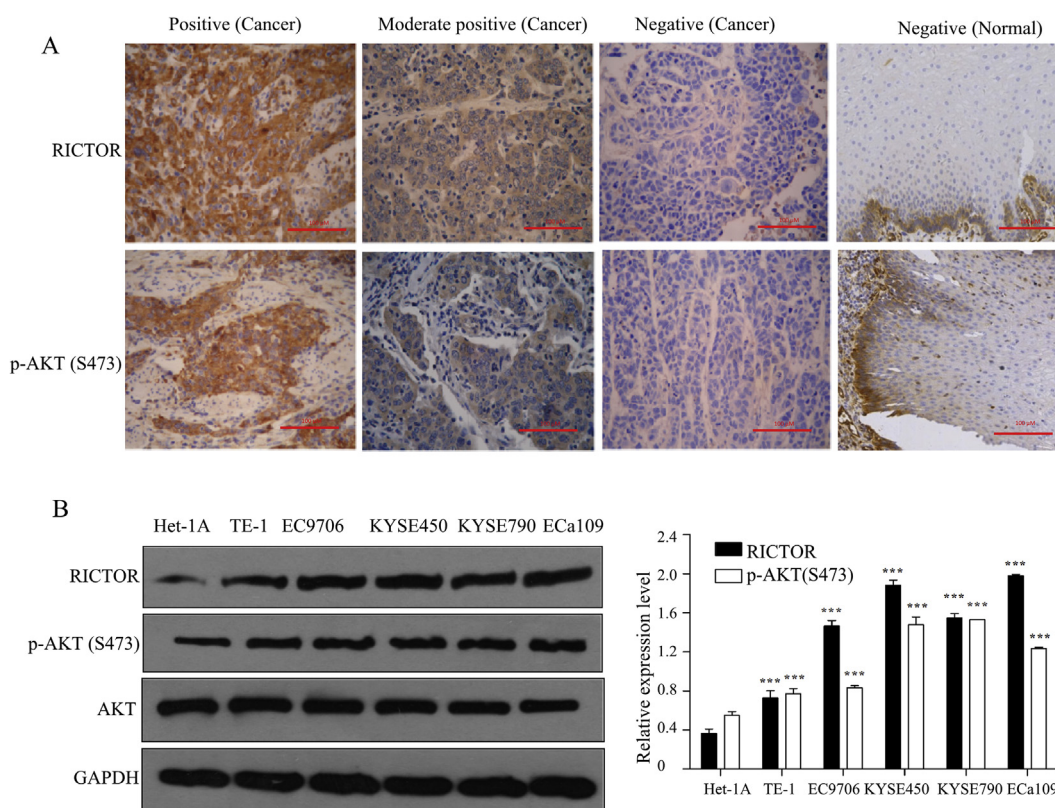 A
Positive (Cancer) Moderate positive (Cancer) Negative (Cancer) Negative (Normal)
RICTOR
p-AKT (S473)
100 µM
B
Het-1A TE-1 EC9706 KYSE450 KYSE790 ECa109
RICTOR
p-AKT (S473)
AKT
GAPDH
Relative expression level
2.4
2.0
1.6
1.2
0.8
0.4
0
RICTOR
p-AKT(S473)
*** *** *** *** *** *** *** *** *** ***
Het-1A TE-1 EC9706 KYSE450 KYSE790 ECa109